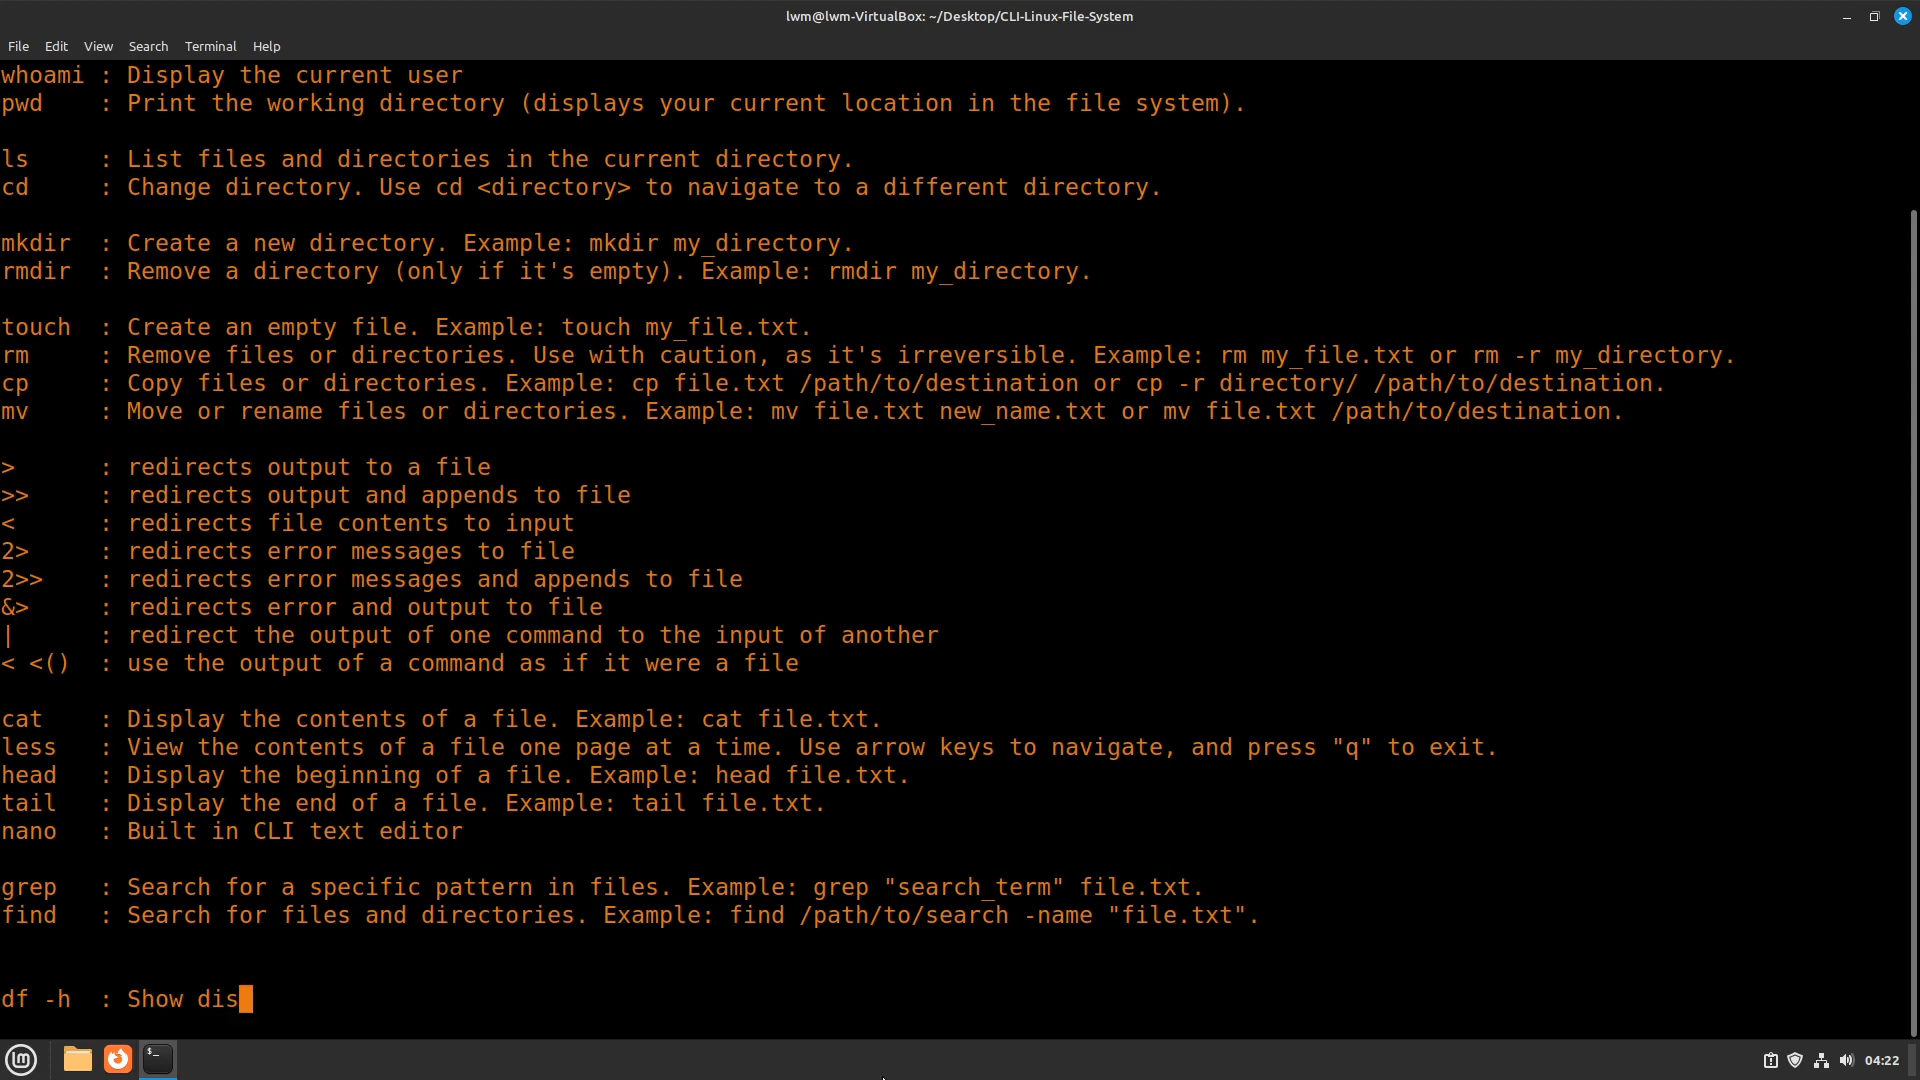 lwm@lwm-VirtualBox: ~/Desktop/CLI-Linux-File-System
File Edit View Search Terminal Help
whoami : Display the current user
pwd    : Print the working directory (displays your current location in the file system).
ls     : List files and directories in the current directory.
cd     : Change directory. Use cd <directory> to navigate to a different directory.
mkdir  : Create a new directory. Example: mkdir my_directory.
rmdir  : Remove a directory (only if it's empty). Example: rmdir my_directory.
touch  : Create an empty file. Example: touch my_file.txt.
rm     : Remove files or directories. Use with caution, as it's irreversible. Example: rm my_file.txt or rm -r my_directory.
cp     : Copy files or directories. Example: cp file.txt /path/to/destination or cp -r directory/ /path/to/destination.
mv     : Move or rename files or directories. Example: mv file.txt new_name.txt or mv file.txt /path/to/destination.
>      : redirects output to a file
>>     : redirects output and appends to file
<      : redirects file contents to input
2>     : redirects error messages to file
2>>    : redirects error messages and appends to file
&>     : redirects error and output to file
|      : redirect the output of one command to the input of another
< <()  : use the output of a command as if it were a file
cat    : Display the contents of a file. Example: cat file.txt.
less   : View the contents of a file one page at a time. Use arrow keys to navigate, and press "q" to exit.
head   : Display the beginning of a file. Example: head file.txt.
tail   : Display the end of a file. Example: tail file.txt.
nano   : Built in CLI text editor
grep   : Search for a specific pattern in files. Example: grep "search_term" file.txt.
find   : Search for files and directories. Example: find /path/to/search -name "file.txt".
df -h  : Show dis
04:22